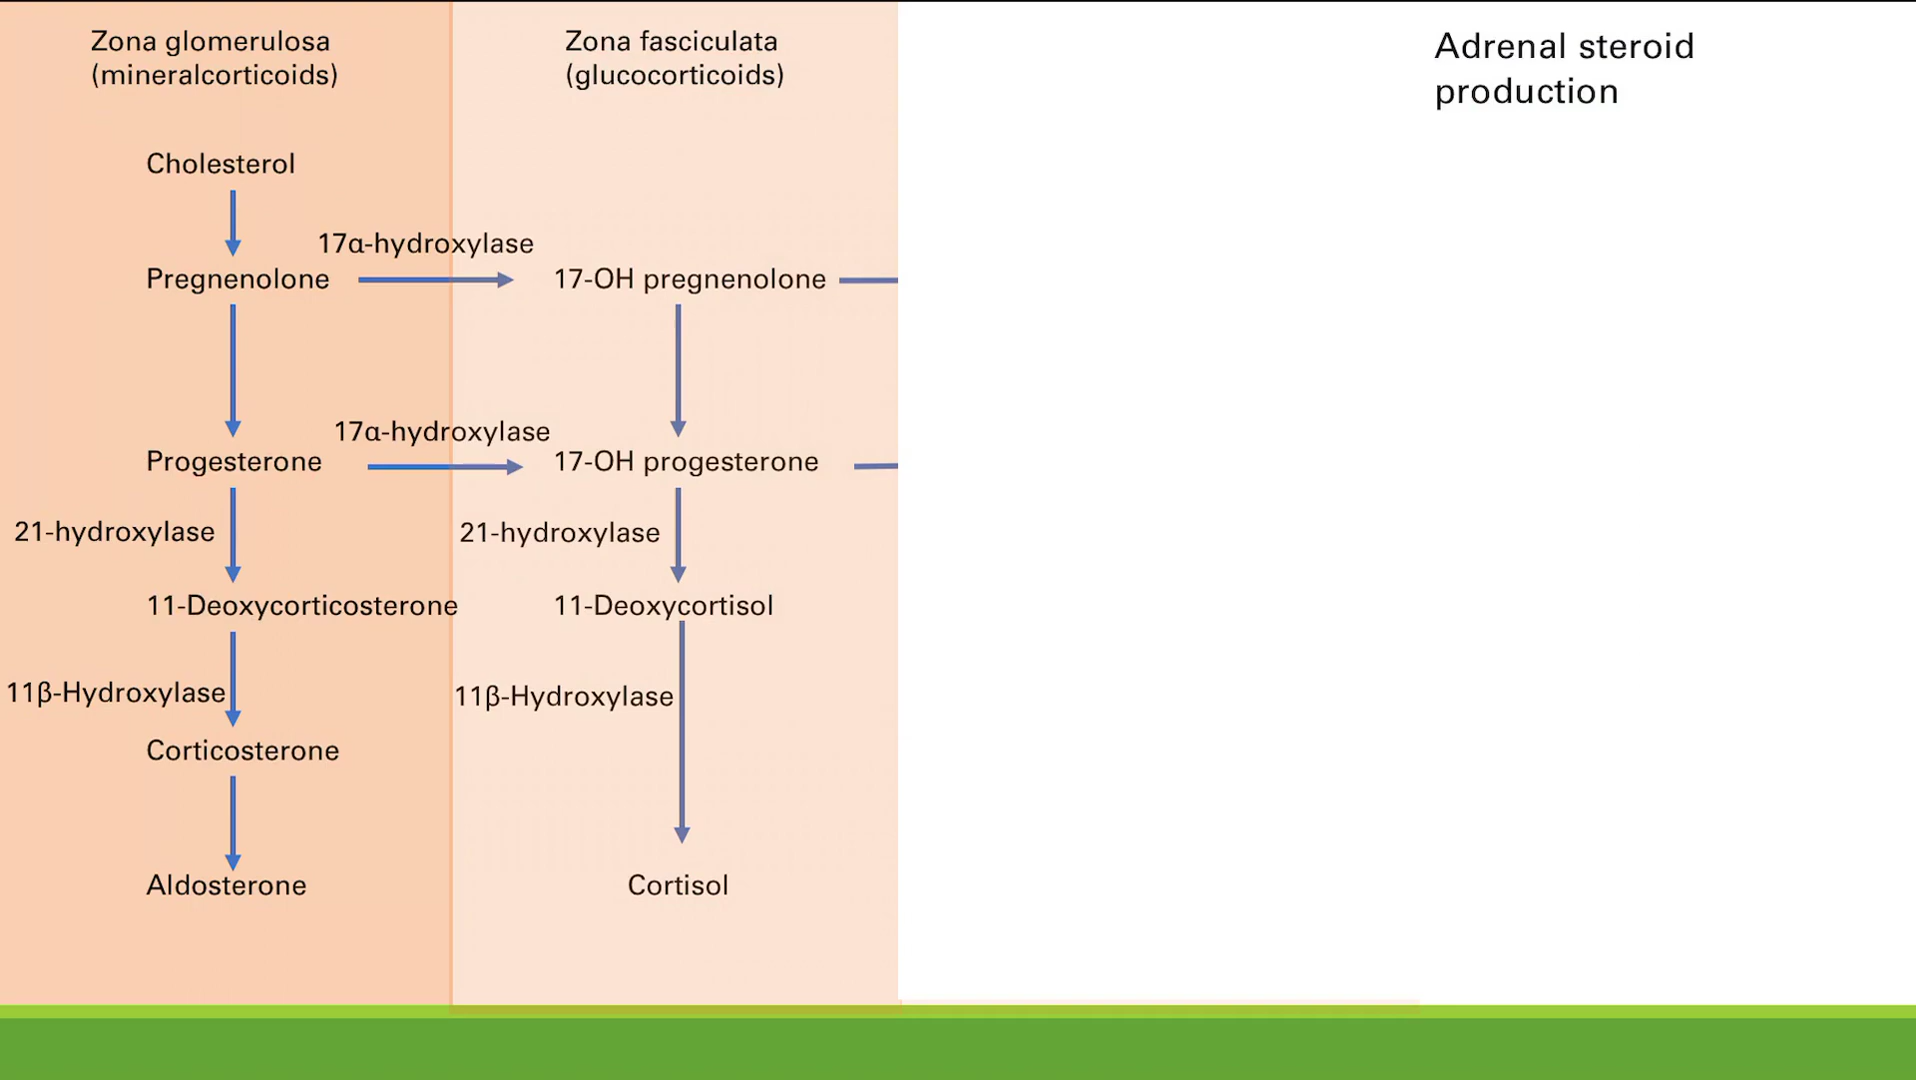 Zona glomerulosa
(mineralcorticoids)
Zona fasciculata
(glucocorticoids)
Adrenal steroid
production
Cholesterol
17α-hydroxylase
Pregnenolone
17-OH pregnenolone
17α-hydroxylase
Progesterone
17-OH progesterone
21-hydroxylase
21-hydroxylase
11-Deoxycorticosterone
11-Deoxycortisol
11β-Hydroxylase
11β-Hydroxylase
Corticosterone
Aldosterone
Cortisol